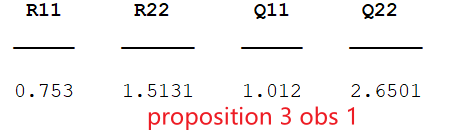 R11 R22 Q11 Q22
0.753 1.5131 1.012 2.6501
proposition 3 obs 1